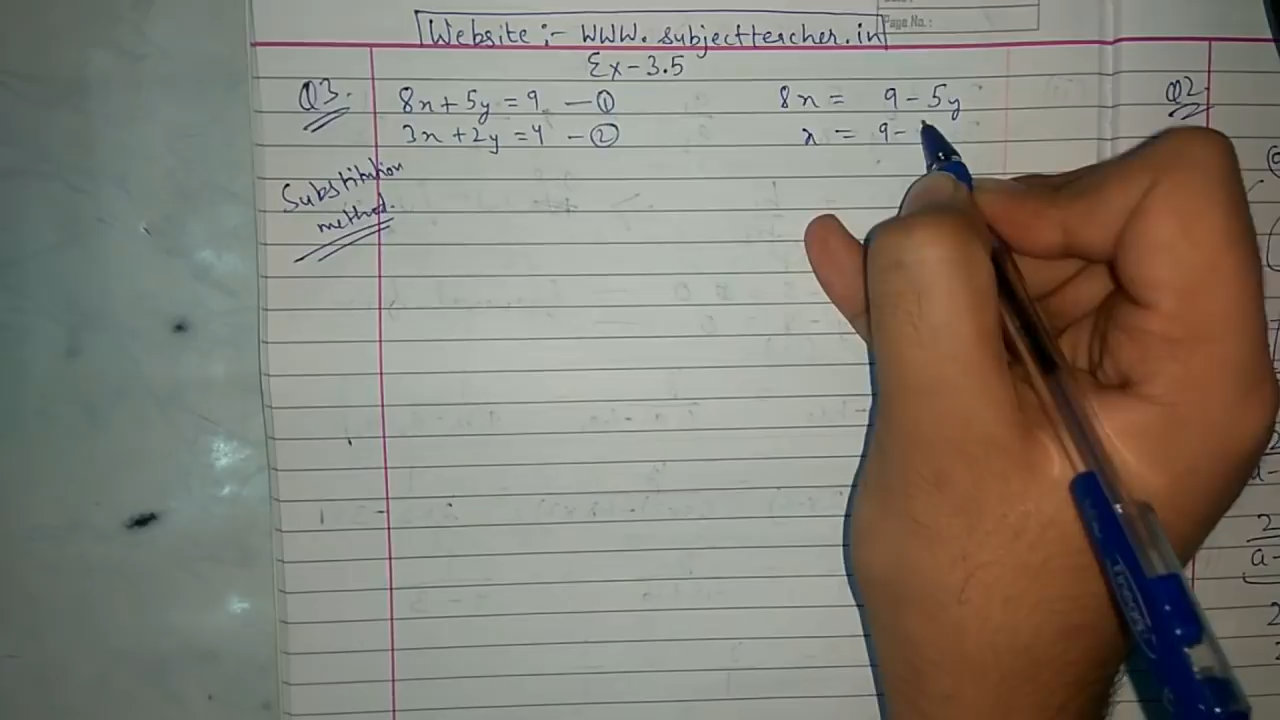 Page No.:
Website :- WWW. subjectteacher.in
Ex-3.5
Q3.
8x + 5y = 9 — ①
3x + 2y = 4 — ②
Substitution
method.
8x = 9 - 5y
x = 9 -
Q2